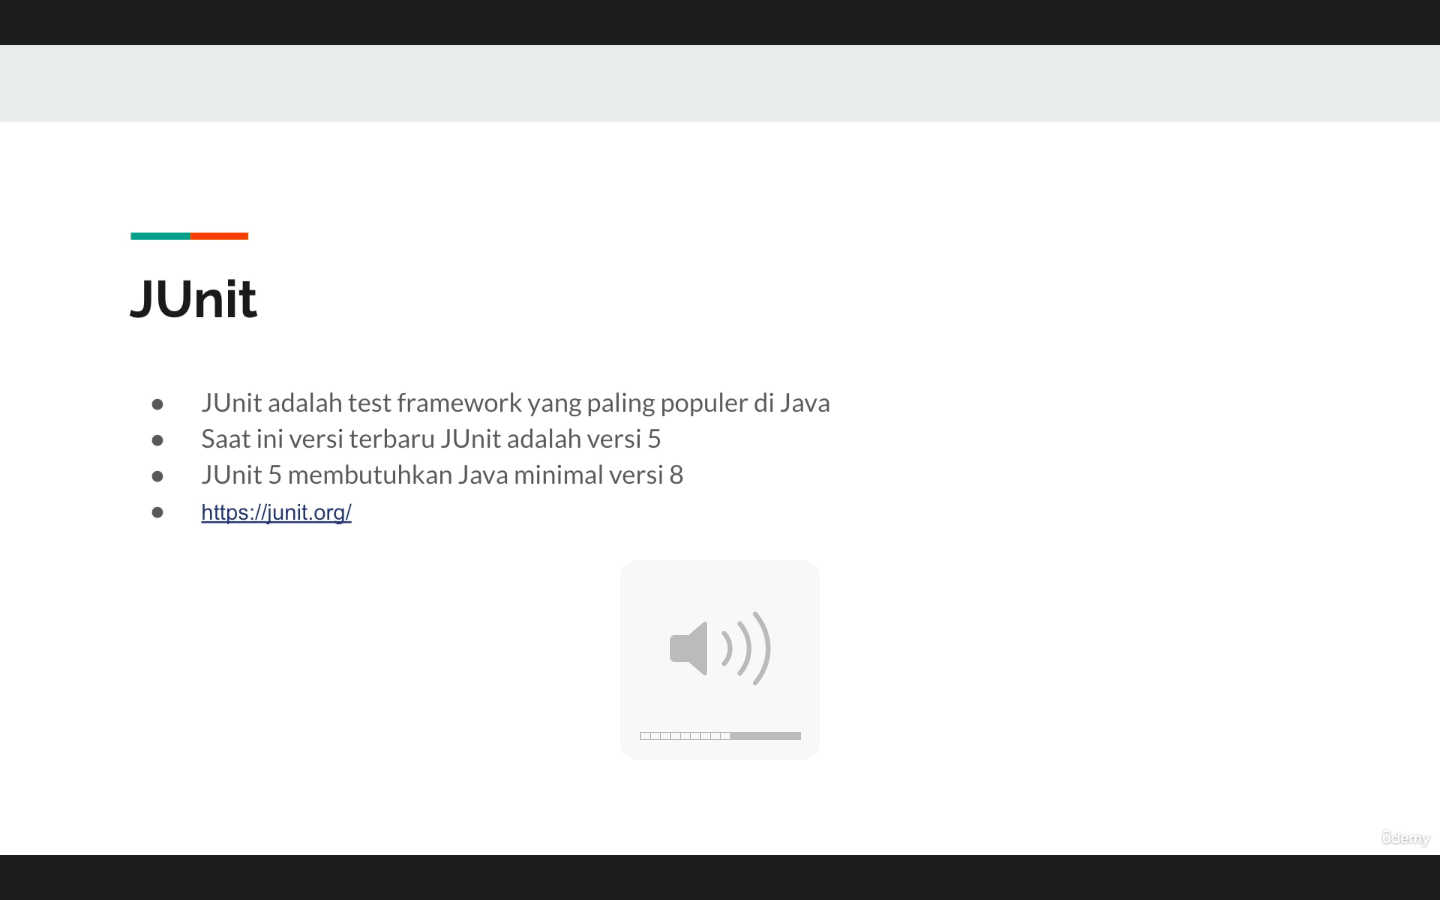 JUnit
● JUnit adalah test framework yang paling populer di Java
● Saat ini versi terbaru JUnit adalah versi 5
● JUnit 5 membutuhkan Java minimal versi 8
● https://junit.org/
ûdemy